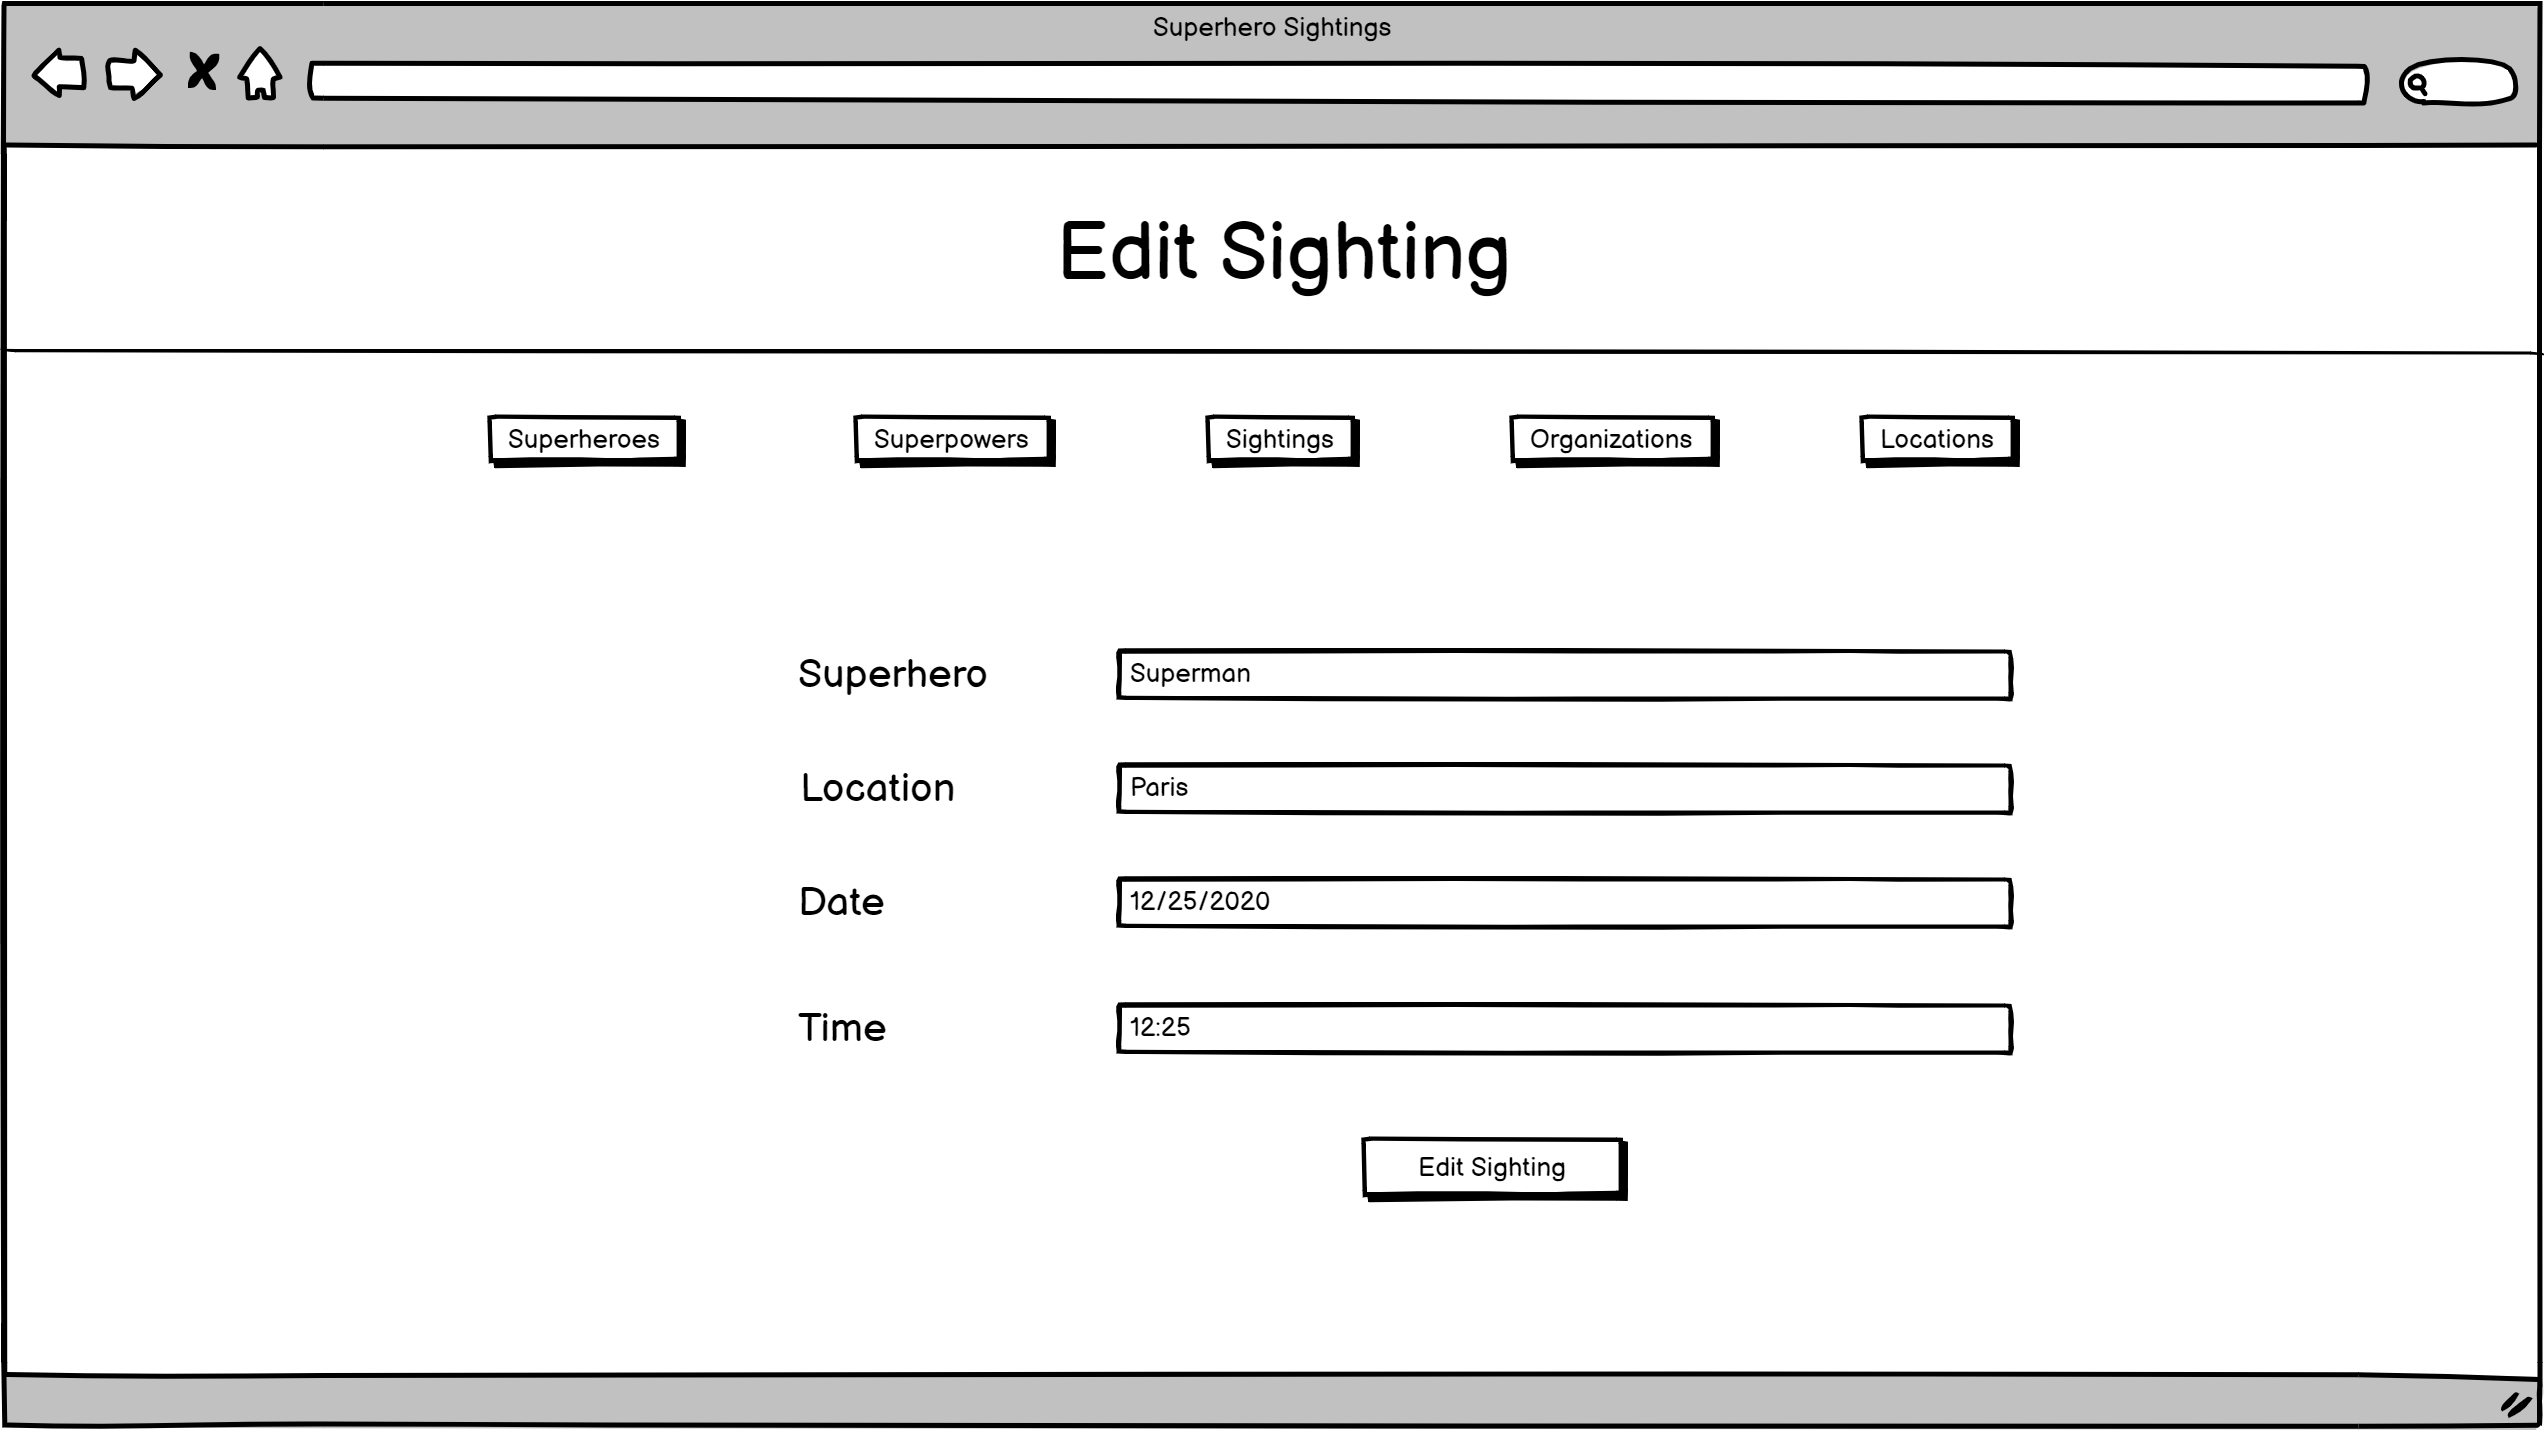 Superhero Sightings
Edit Sighting
Superheroes Superpowers Sightings Organizations Locations
Superhero Superman
Location Paris
Date 12/25/2020
Time 12:25
Edit Sighting